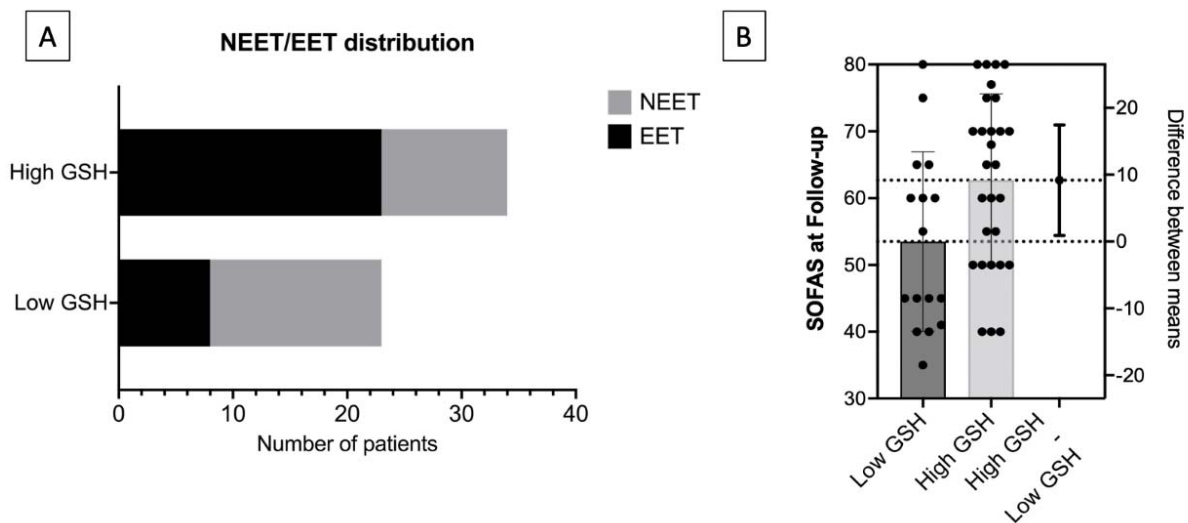 A
NEET/EET distribution
NEET
EET
High GSH
Low GSH
0
10
20
30
40
Number of patients
B
SOFAS at Follow-up
80
70
60
50
40
30
20
10
0
-10
-20
Difference between means
Low GSH
High GSH
High GSH
-
Low GSH